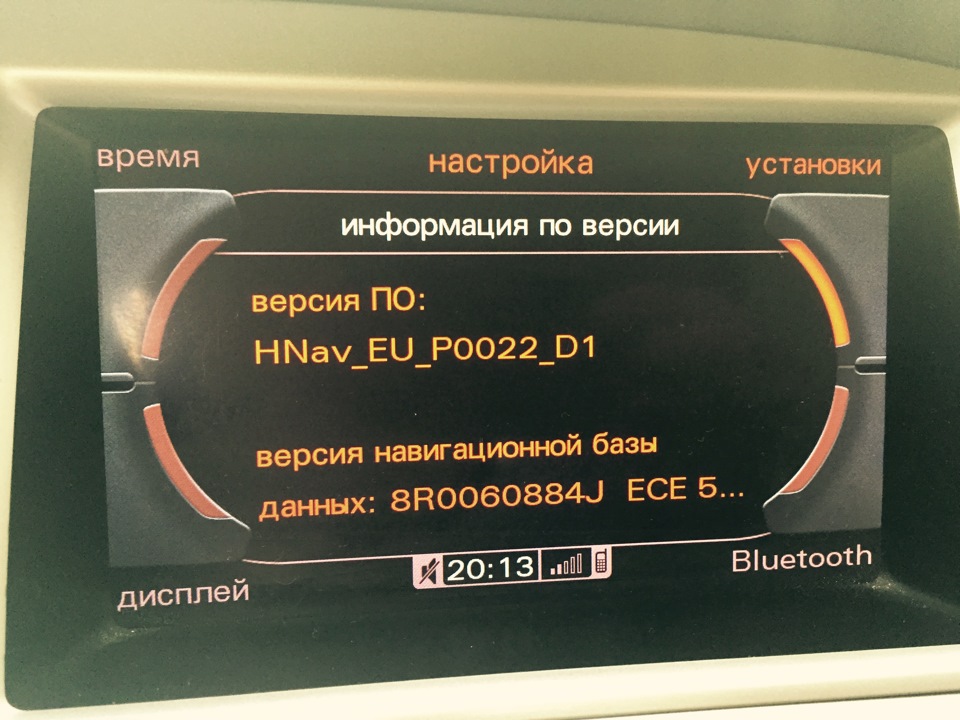 время настройка установки
информация по версии
версия ПО:
HNav_EU_P0022_D1
версия навигационной базы
данных: 8R0060884J ECE 5...
20:13
дисплей Bluetooth